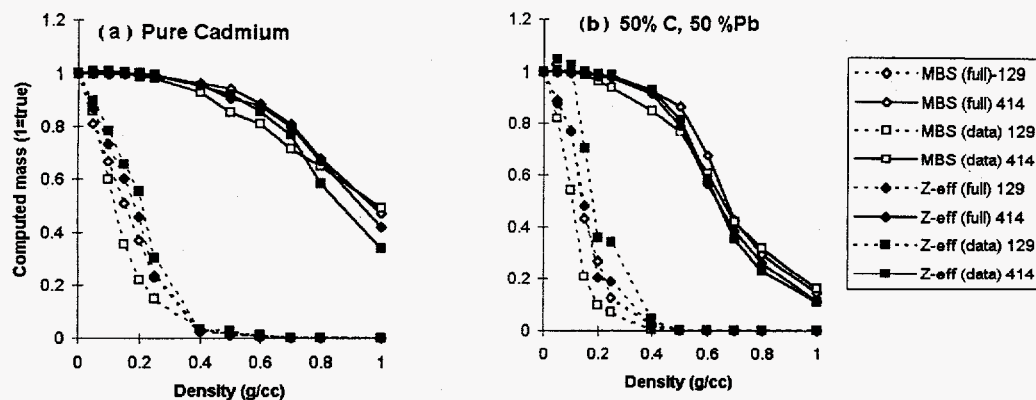 (a) Pure Cadmium
Computed mass (1=true)
1.2
1
0.8
0.6
0.4
0.2
0
0 0.2 0.4 0.6 0.8 1
Density (g/cc)
(b) 50% C, 50 %Pb
1.2
1
0.8
0.6
0.4
0.2
0
0 0.2 0.4 0.6 0.8 1
Density (g/cc)
MBS (full)-129
MBS (full) 414
MBS (data) 129
MBS (data) 414
Z-eff (full) 129
Z-eff (full) 414
Z-eff (data) 129
Z-eff (data) 414